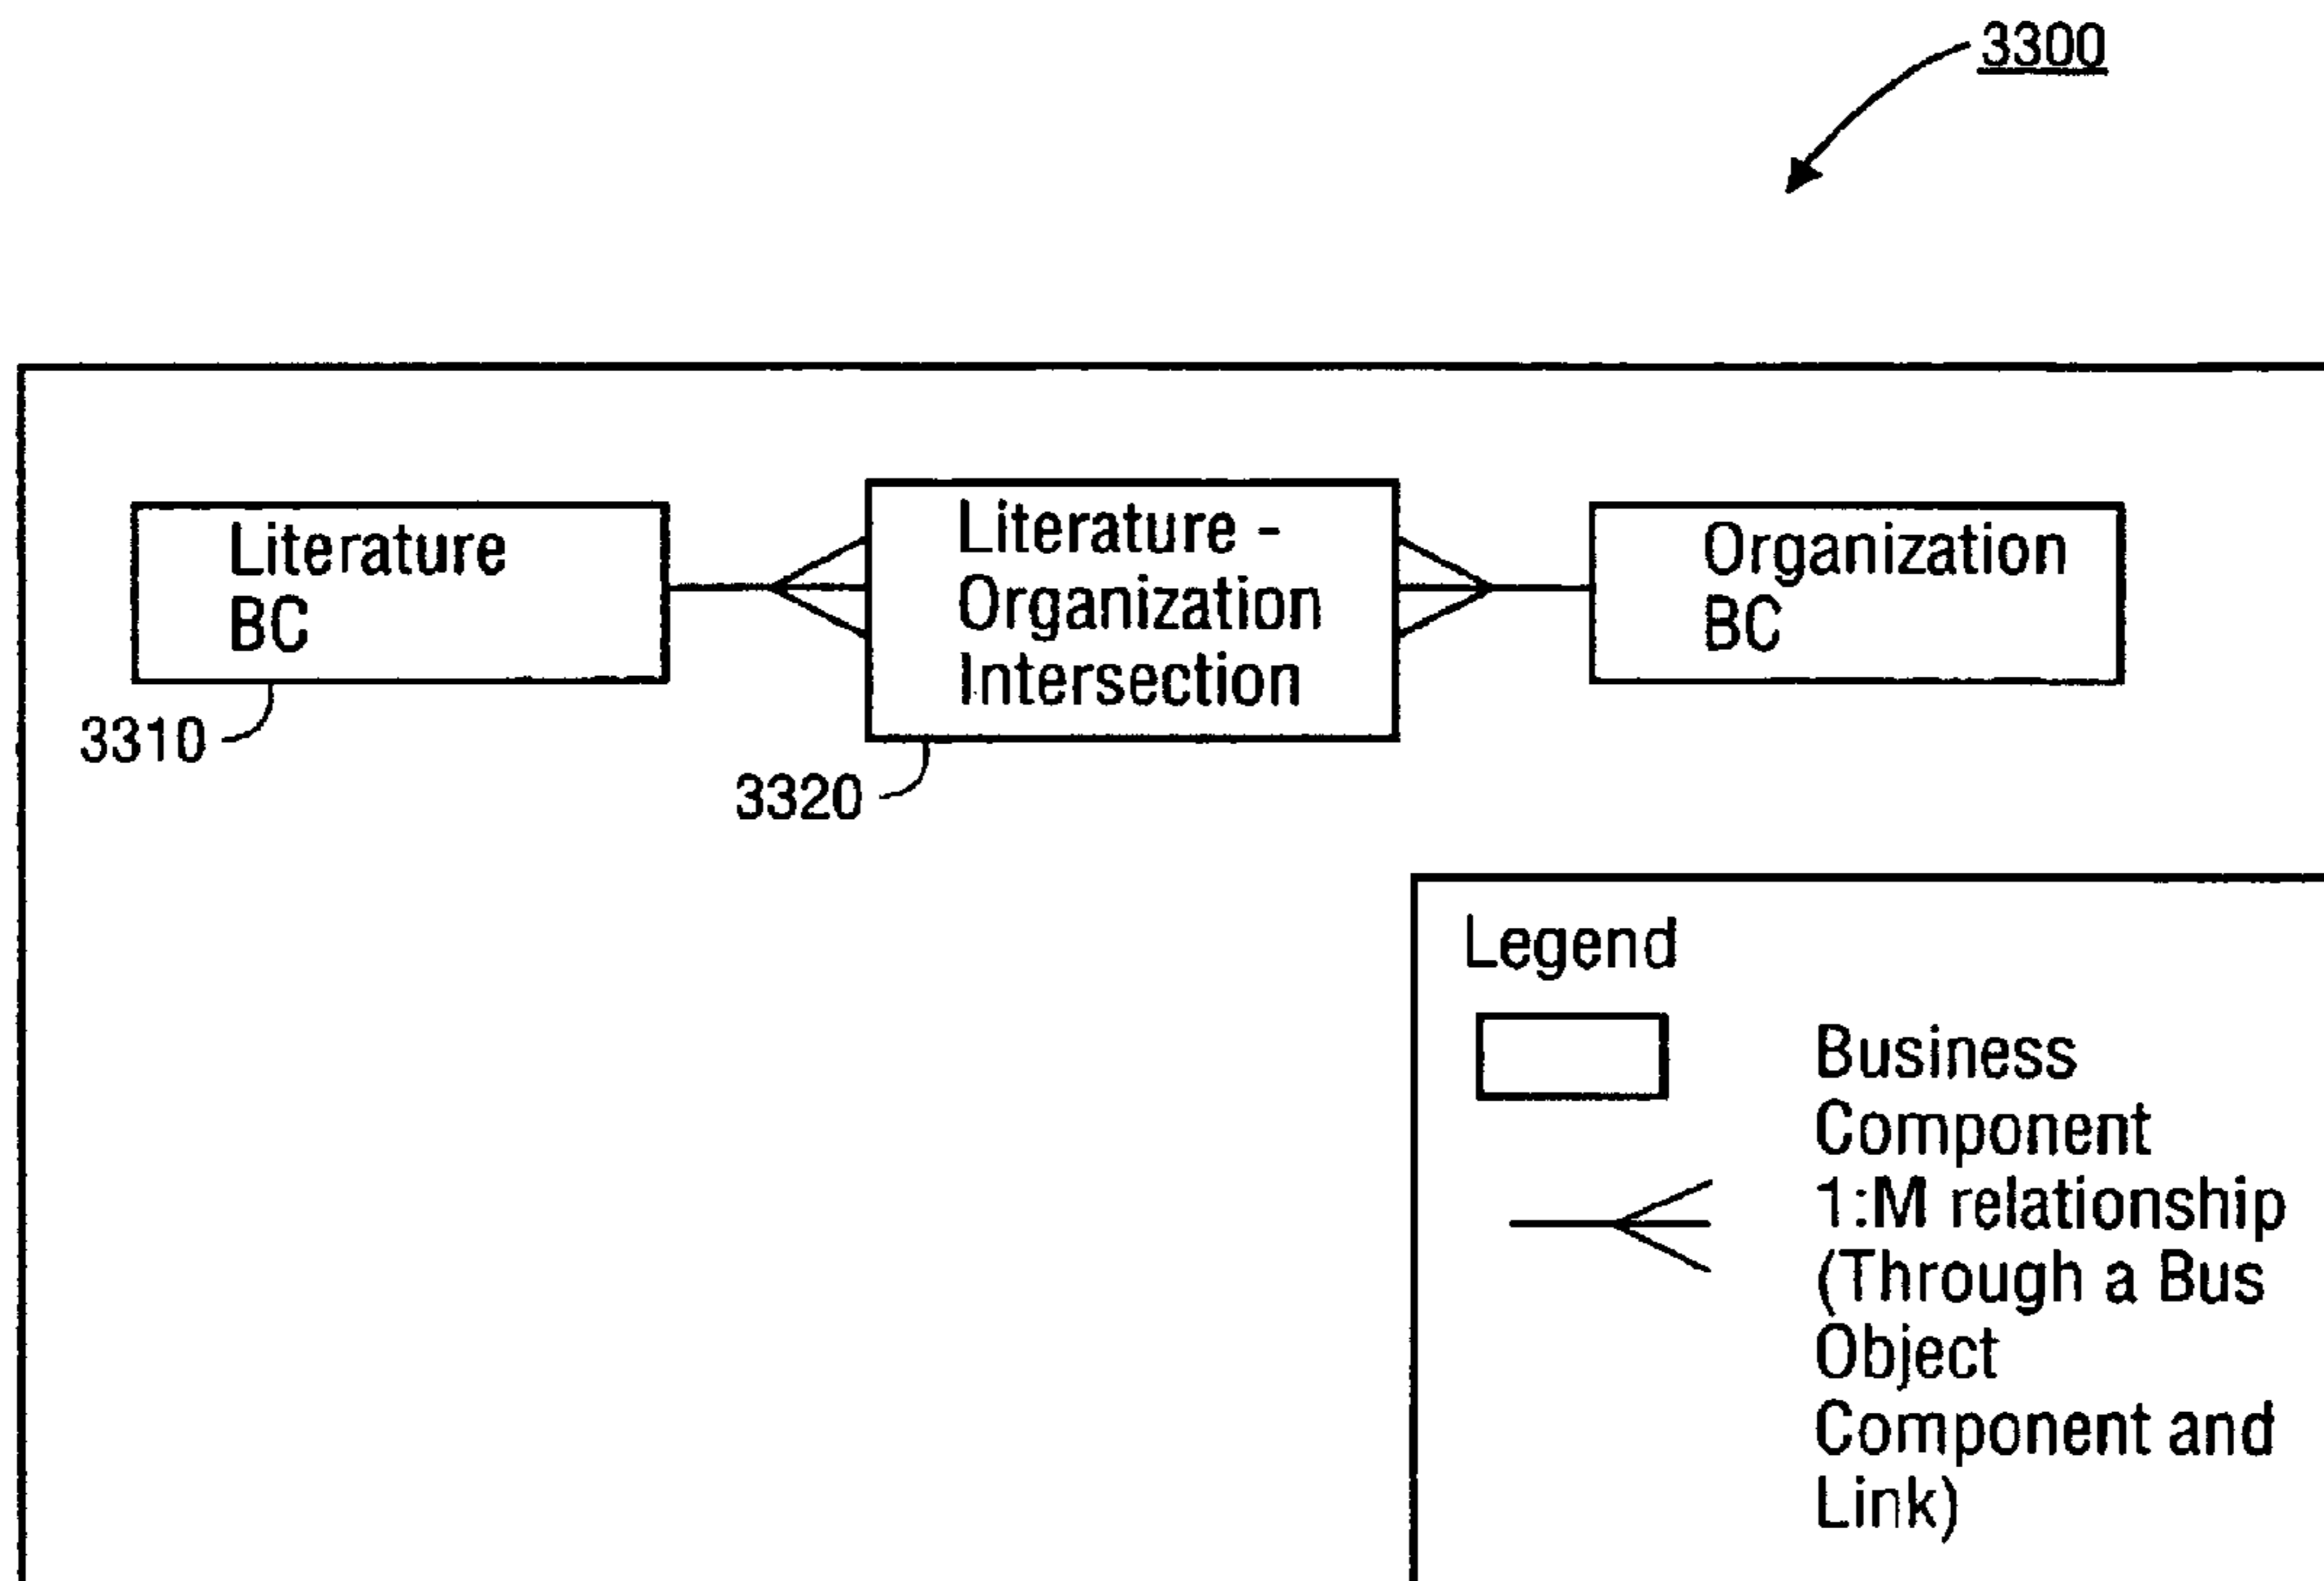 3300
Literature
BC
3310
Literature -
Organization
Intersection
3320
Organization
BC
Legend
Business
Component
1:M relationship
(Through a Bus
Object
Component and
Link)